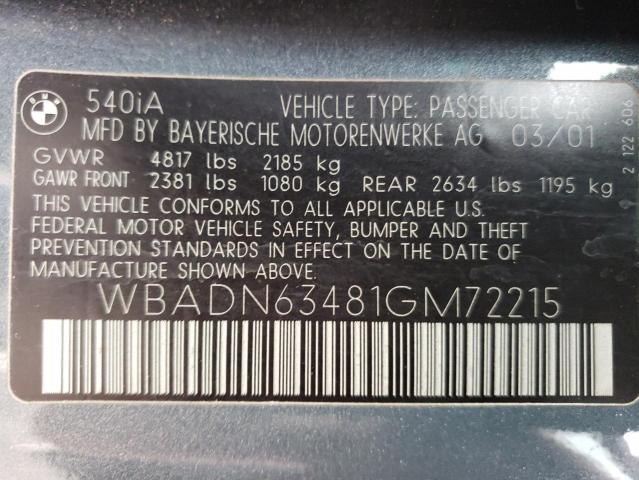 BMW
540iA VEHICLE TYPE: PASSENGER CAR
MFD BY BAYERISCHE MOTORENWERKE AG 03/01
GVWR 4817 lbs 2185 kg
GAWR FRONT 2381 lbs 1080 kg REAR 2634 lbs 1195 kg
THIS VEHICLE CONFORMS TO ALL APPLICABLE U.S.
FEDERAL MOTOR VEHICLE SAFETY, BUMPER AND THEFT
PREVENTION STANDARDS IN EFFECT ON THE DATE OF
MANUFACTURE SHOWN ABOVE.
WBADN63481GM72215
2 122 606